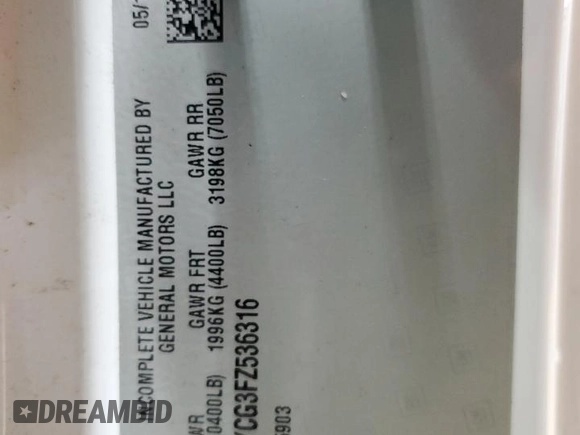 05/1
INCOMPLETE VEHICLE MANUFACTURED BY
GENERAL MOTORS LLC
GAWR FRT GAWR RR
0400LB) 1996KG (4400LB) 3198KG (7050LB)
CG3FZ536316
903
DREAMBID